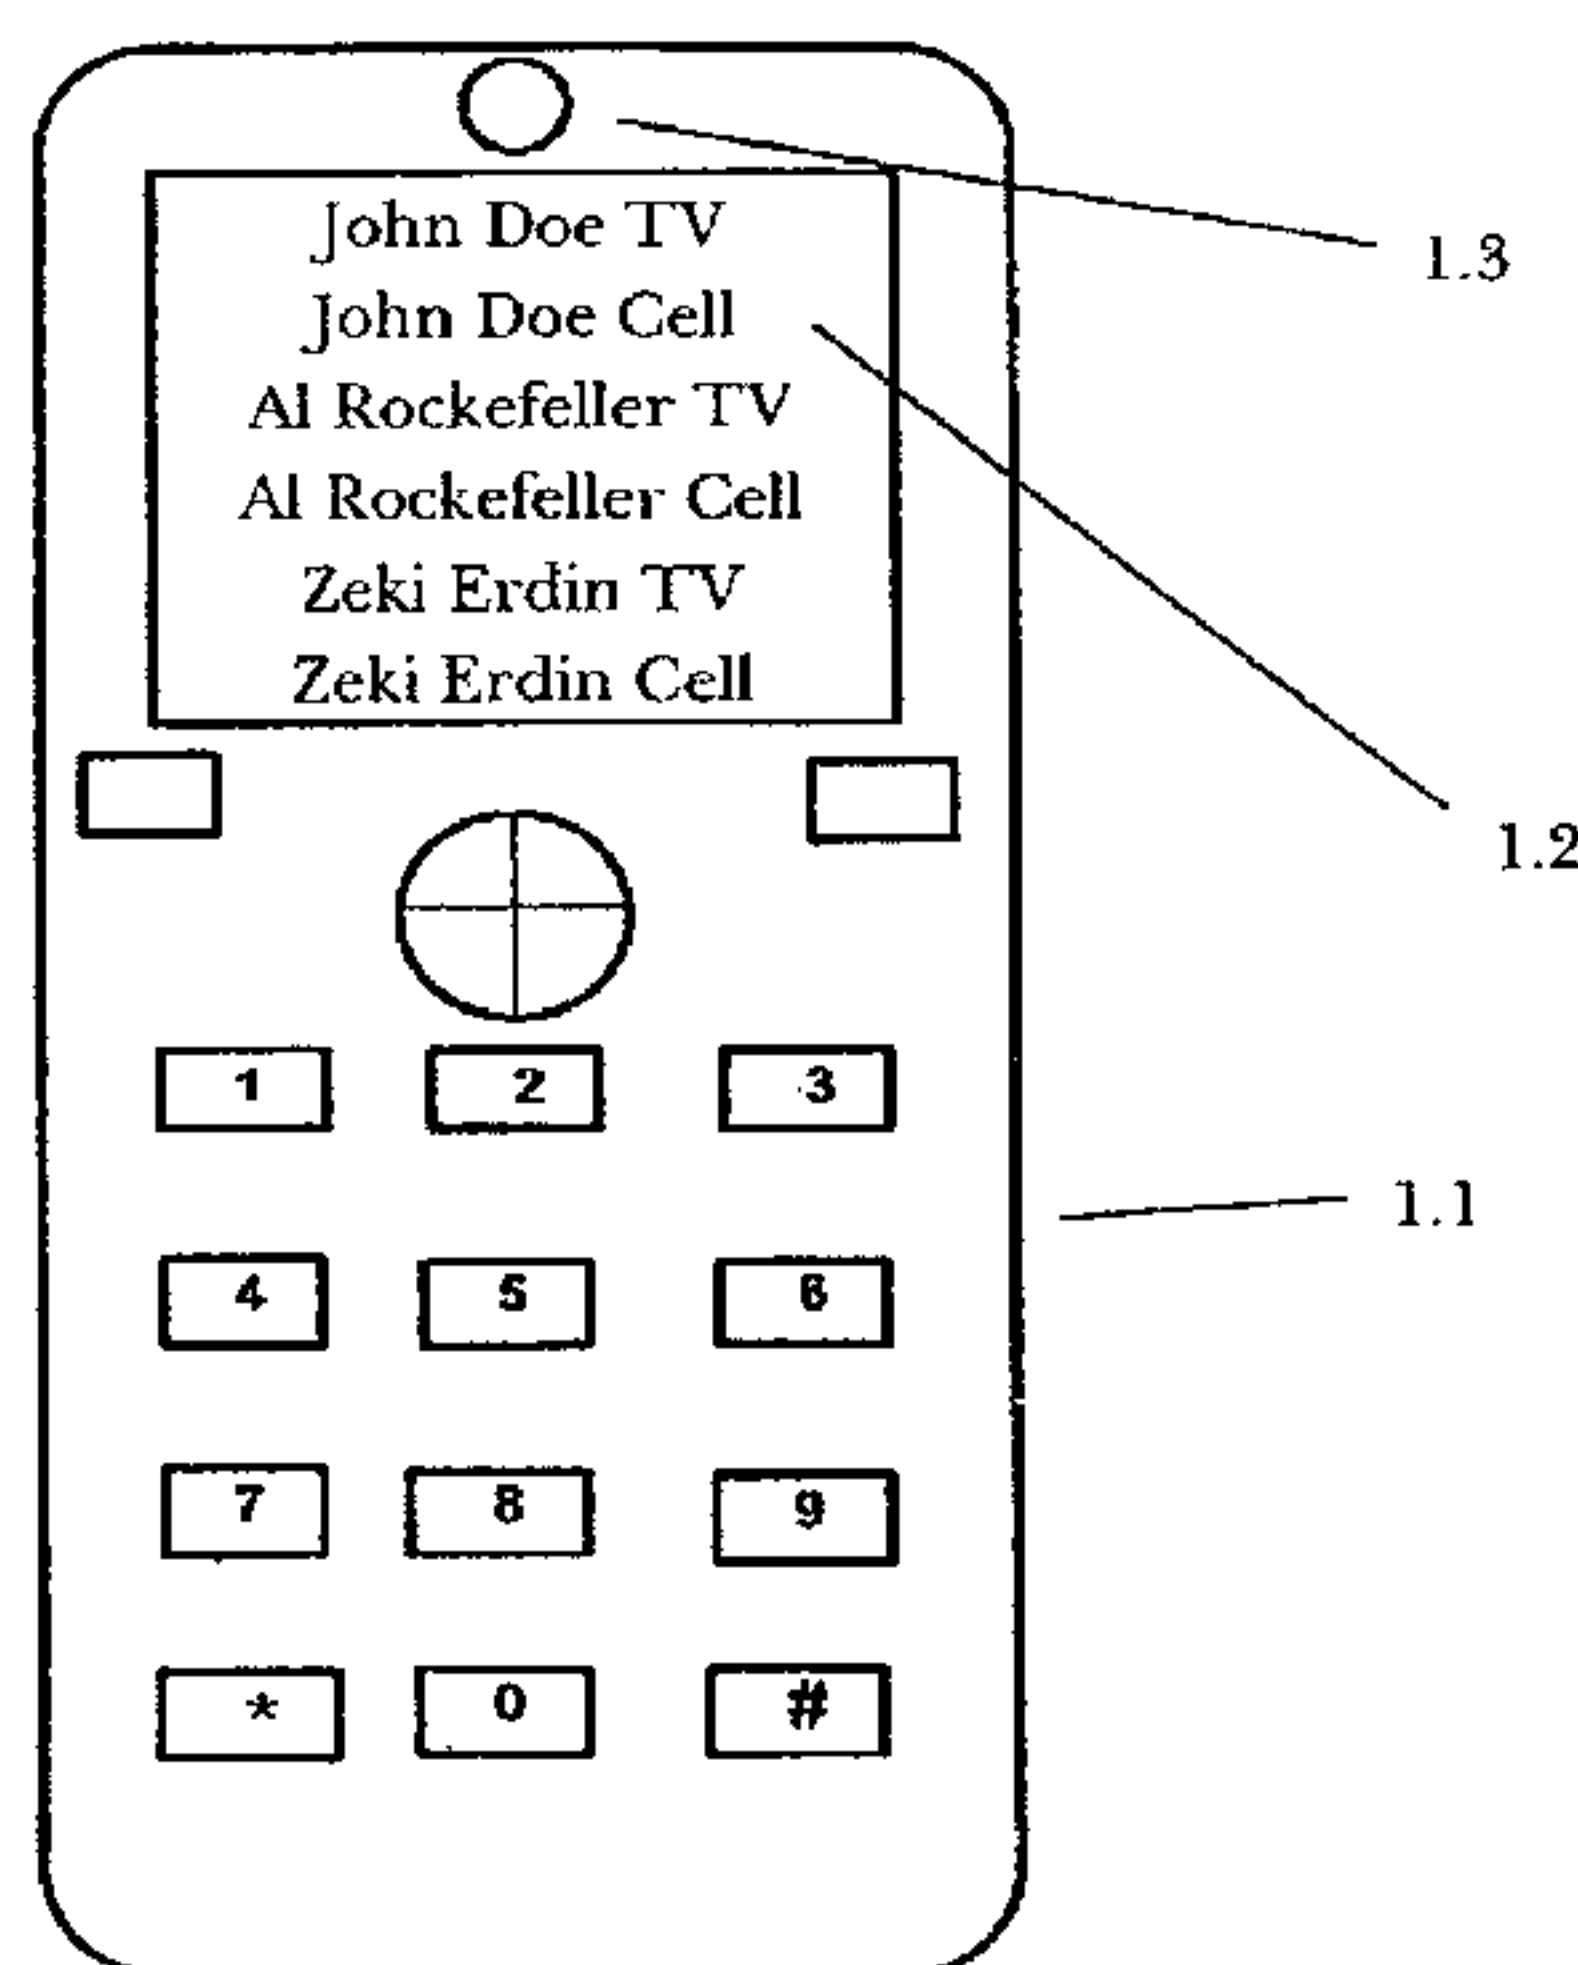 John Doe TV
1.3
John Doe Cell
Al Rockefeller TV
Al Rockefeller Cell
Zeki Erdin TV
Zeki Erdin Cell
1.2
1 2 3
1.1
4 5 6
7 8 9
* 0 #